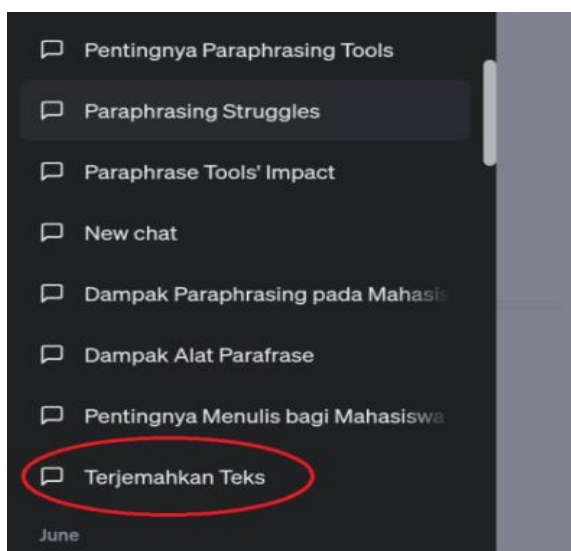 Pentingnya Paraphrasing Tools
Paraphrasing Struggles
Paraphrase Tools' Impact
New chat
Dampak Paraphrasing pada Mahasis
Dampak Alat Parafrase
Pentingnya Menulis bagi Mahasiswa
Terjemahkan Teks
June